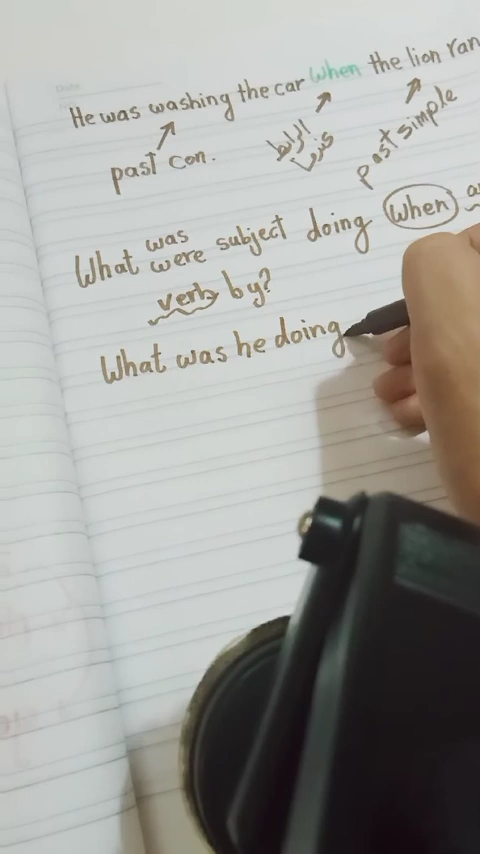 He was washing the car when the lion ran
past con.
الرابط
past simple
What was were subject doing when
verb by?
What was he doing